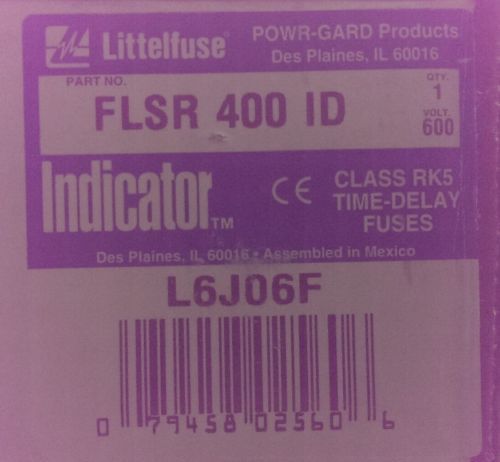 Littelfuse®
POWR-GARD Products
Des Plaines, IL 60016
PART NO.
FLSR 400 ID
QTY.
1
VOLT.
600
Indicator™
CE
CLASS RK5
TIME-DELAY
FUSES
Des Plaines, IL 60016 • Assembled in Mexico
L6J06F
0 79458 02560 6